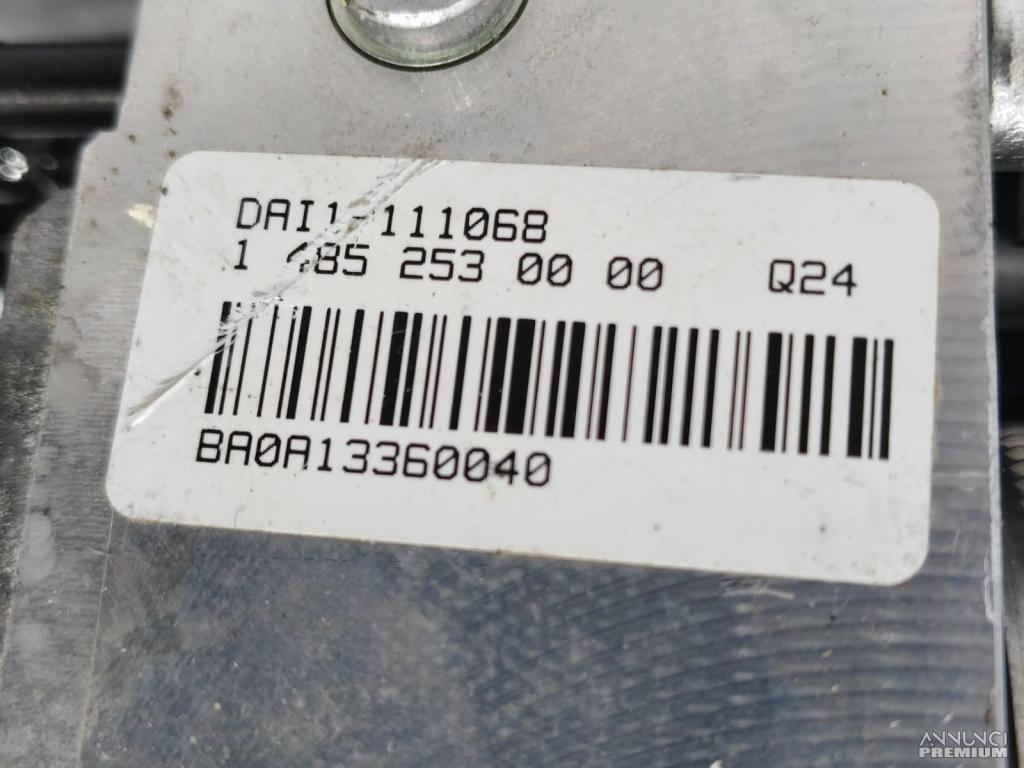 DAI1-111068
1 485 253 00 00 Q24
BA0A13360040
ANNUNCI
PREMIUM